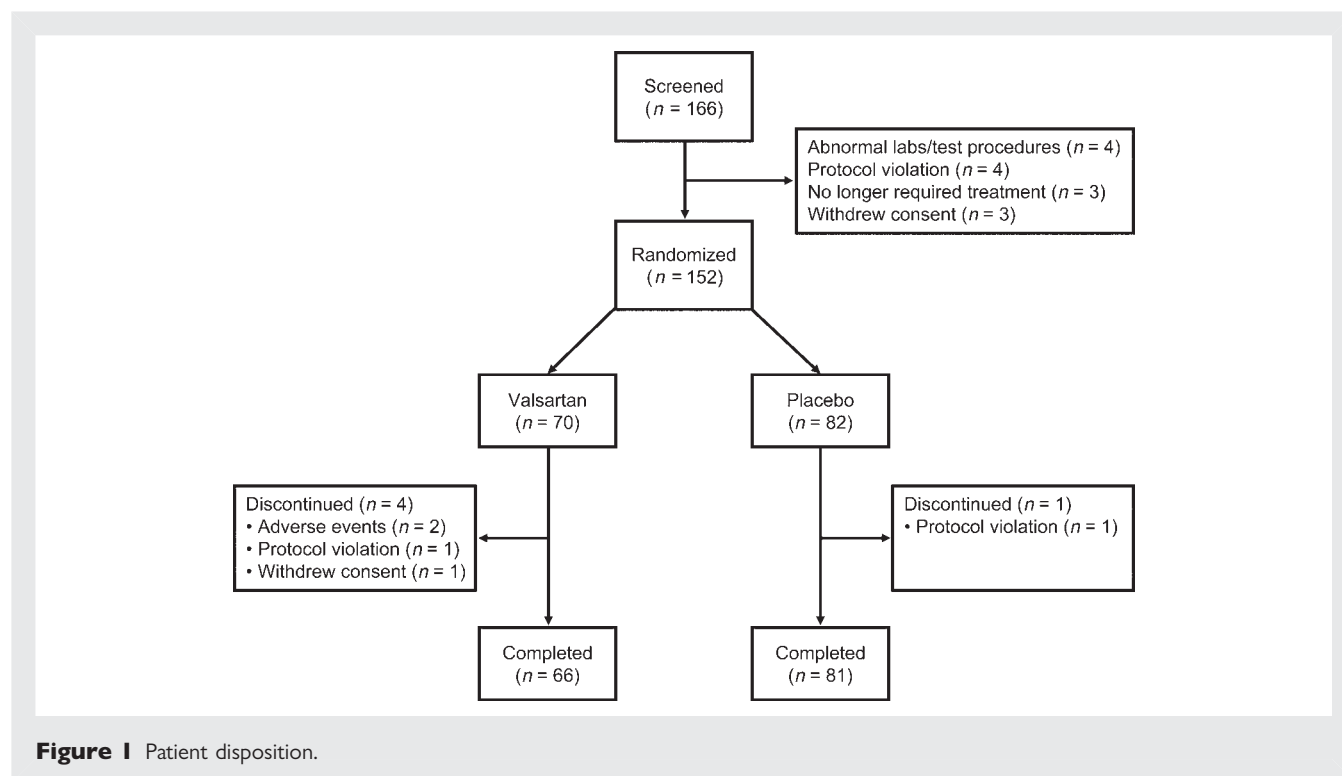 Screened
(n = 166)
Abnormal labs/test procedures (n = 4)
Protocol violation (n = 4)
No longer required treatment (n = 3)
Withdrew consent (n = 3)
Randomized
(n = 152)
Valsartan
(n = 70)
Placebo
(n = 82)
Discontinued (n = 4)
• Adverse events (n = 2)
• Protocol violation (n = 1)
• Withdrew consent (n = 1)
Discontinued (n = 1)
• Protocol violation (n = 1)
Completed
(n = 66)
Completed
(n = 81)
Figure 1 Patient disposition.